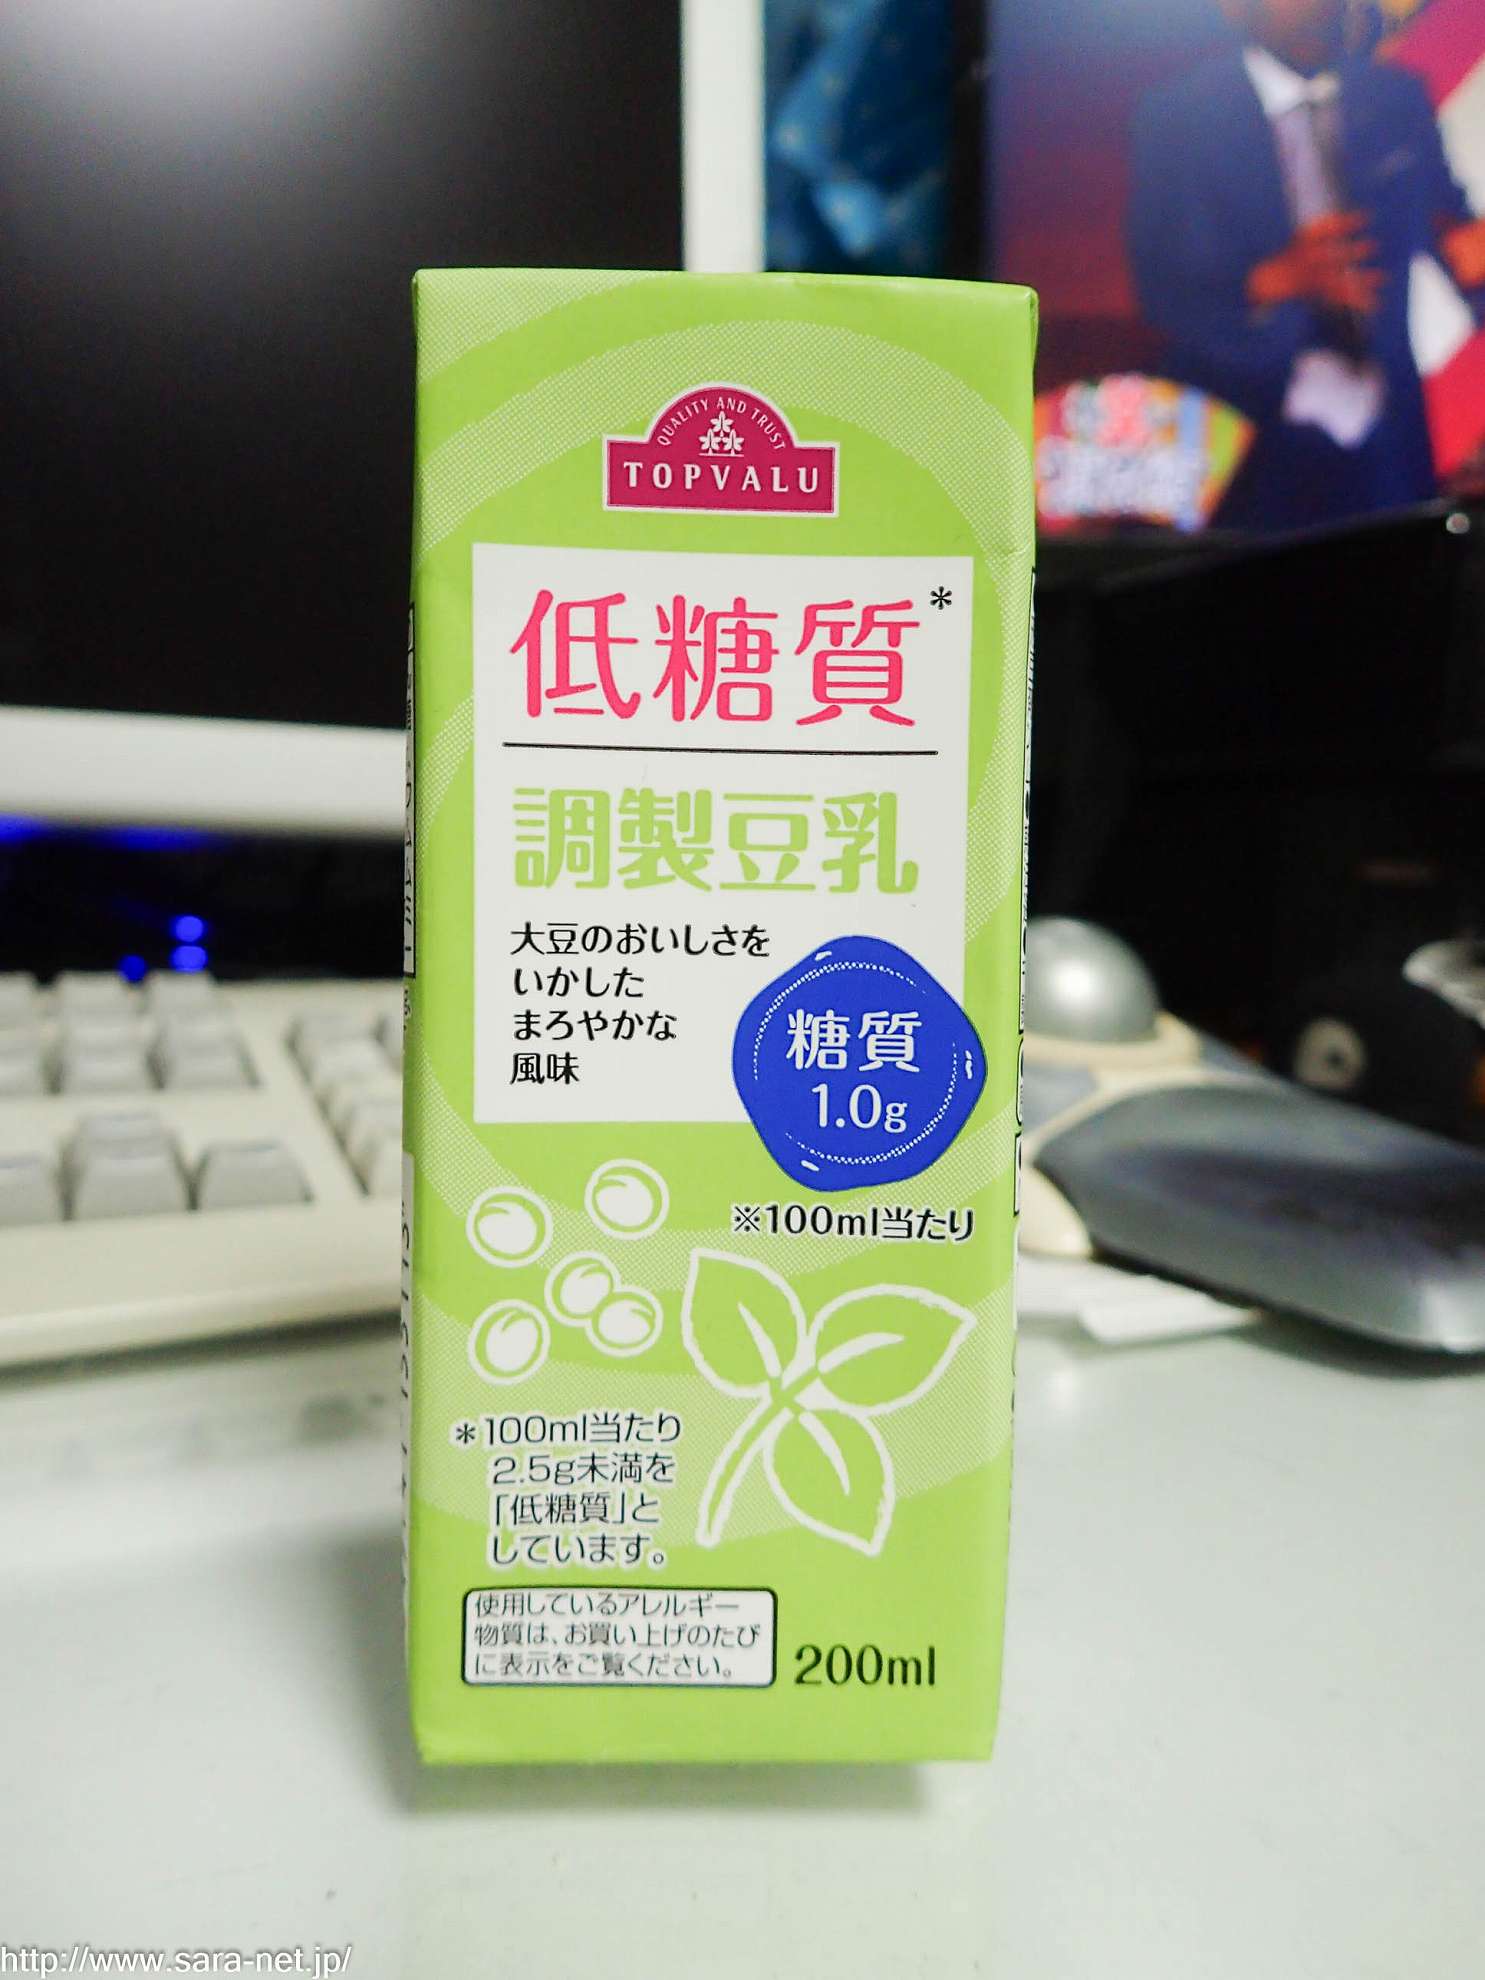 QUALITY AND TRUST
TOPVALU
低糖質*
調製豆乳
大豆のおいしさを
いかした
まろやかな
風味
糖質
1.0g
※100ml当たり
*100ml当たり
2.5g未満を
「低糖質」と
しています。
使用しているアレルギー
物質は、お買い上げのたび
に表示をご覧ください。
200ml
http://www.sara-net.jp/